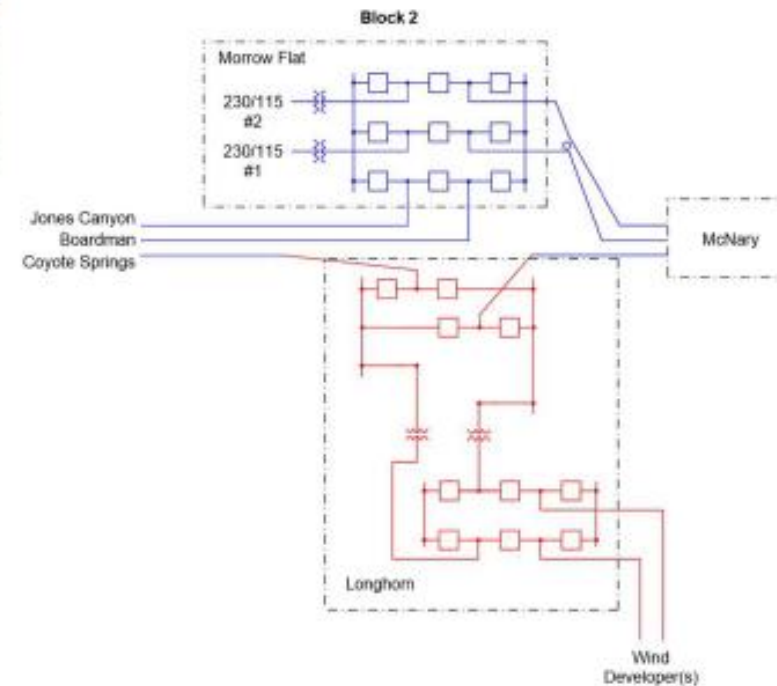 Block 2
Morrow Flat
230/115
#2
230/115
#1
Jones Canyon
Boardman
Coyote Springs
McNary
Longhorn
Wind
Developer(s)